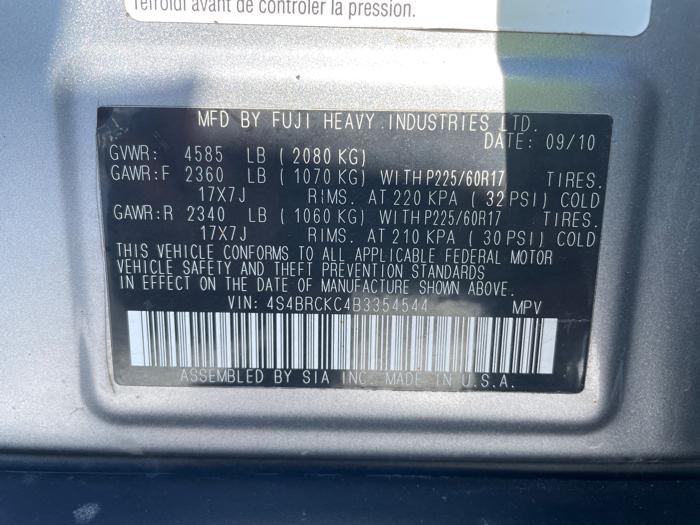 refroidi avant de contrôler la pression.
MFD BY FUJI HEAVY INDUSTRIES LTD.
DATE: 09/10
GVWR: 4585 LB (2080 KG)
GAWR:F 2360 LB (1070 KG) WITH P225/60R17 TIRES.
17X7J RIMS. AT 220 KPA (32 PSI) COLD
GAWR:R 2340 LB (1060 KG) WITH P225/60R17 TIRES.
17X7J RIMS. AT 210 KPA (30 PSI) COLD
THIS VEHICLE CONFORMS TO ALL APPLICABLE FEDERAL MOTOR
VEHICLE SAFETY AND THEFT PREVENTION STANDARDS
IN EFFECT ON THE DATE OF MANUFACTURE SHOWN ABOVE.
VIN: 4S4BRCKC4B3354544 MPV
ASSEMBLED BY SIA INC. MADE IN U.S.A.